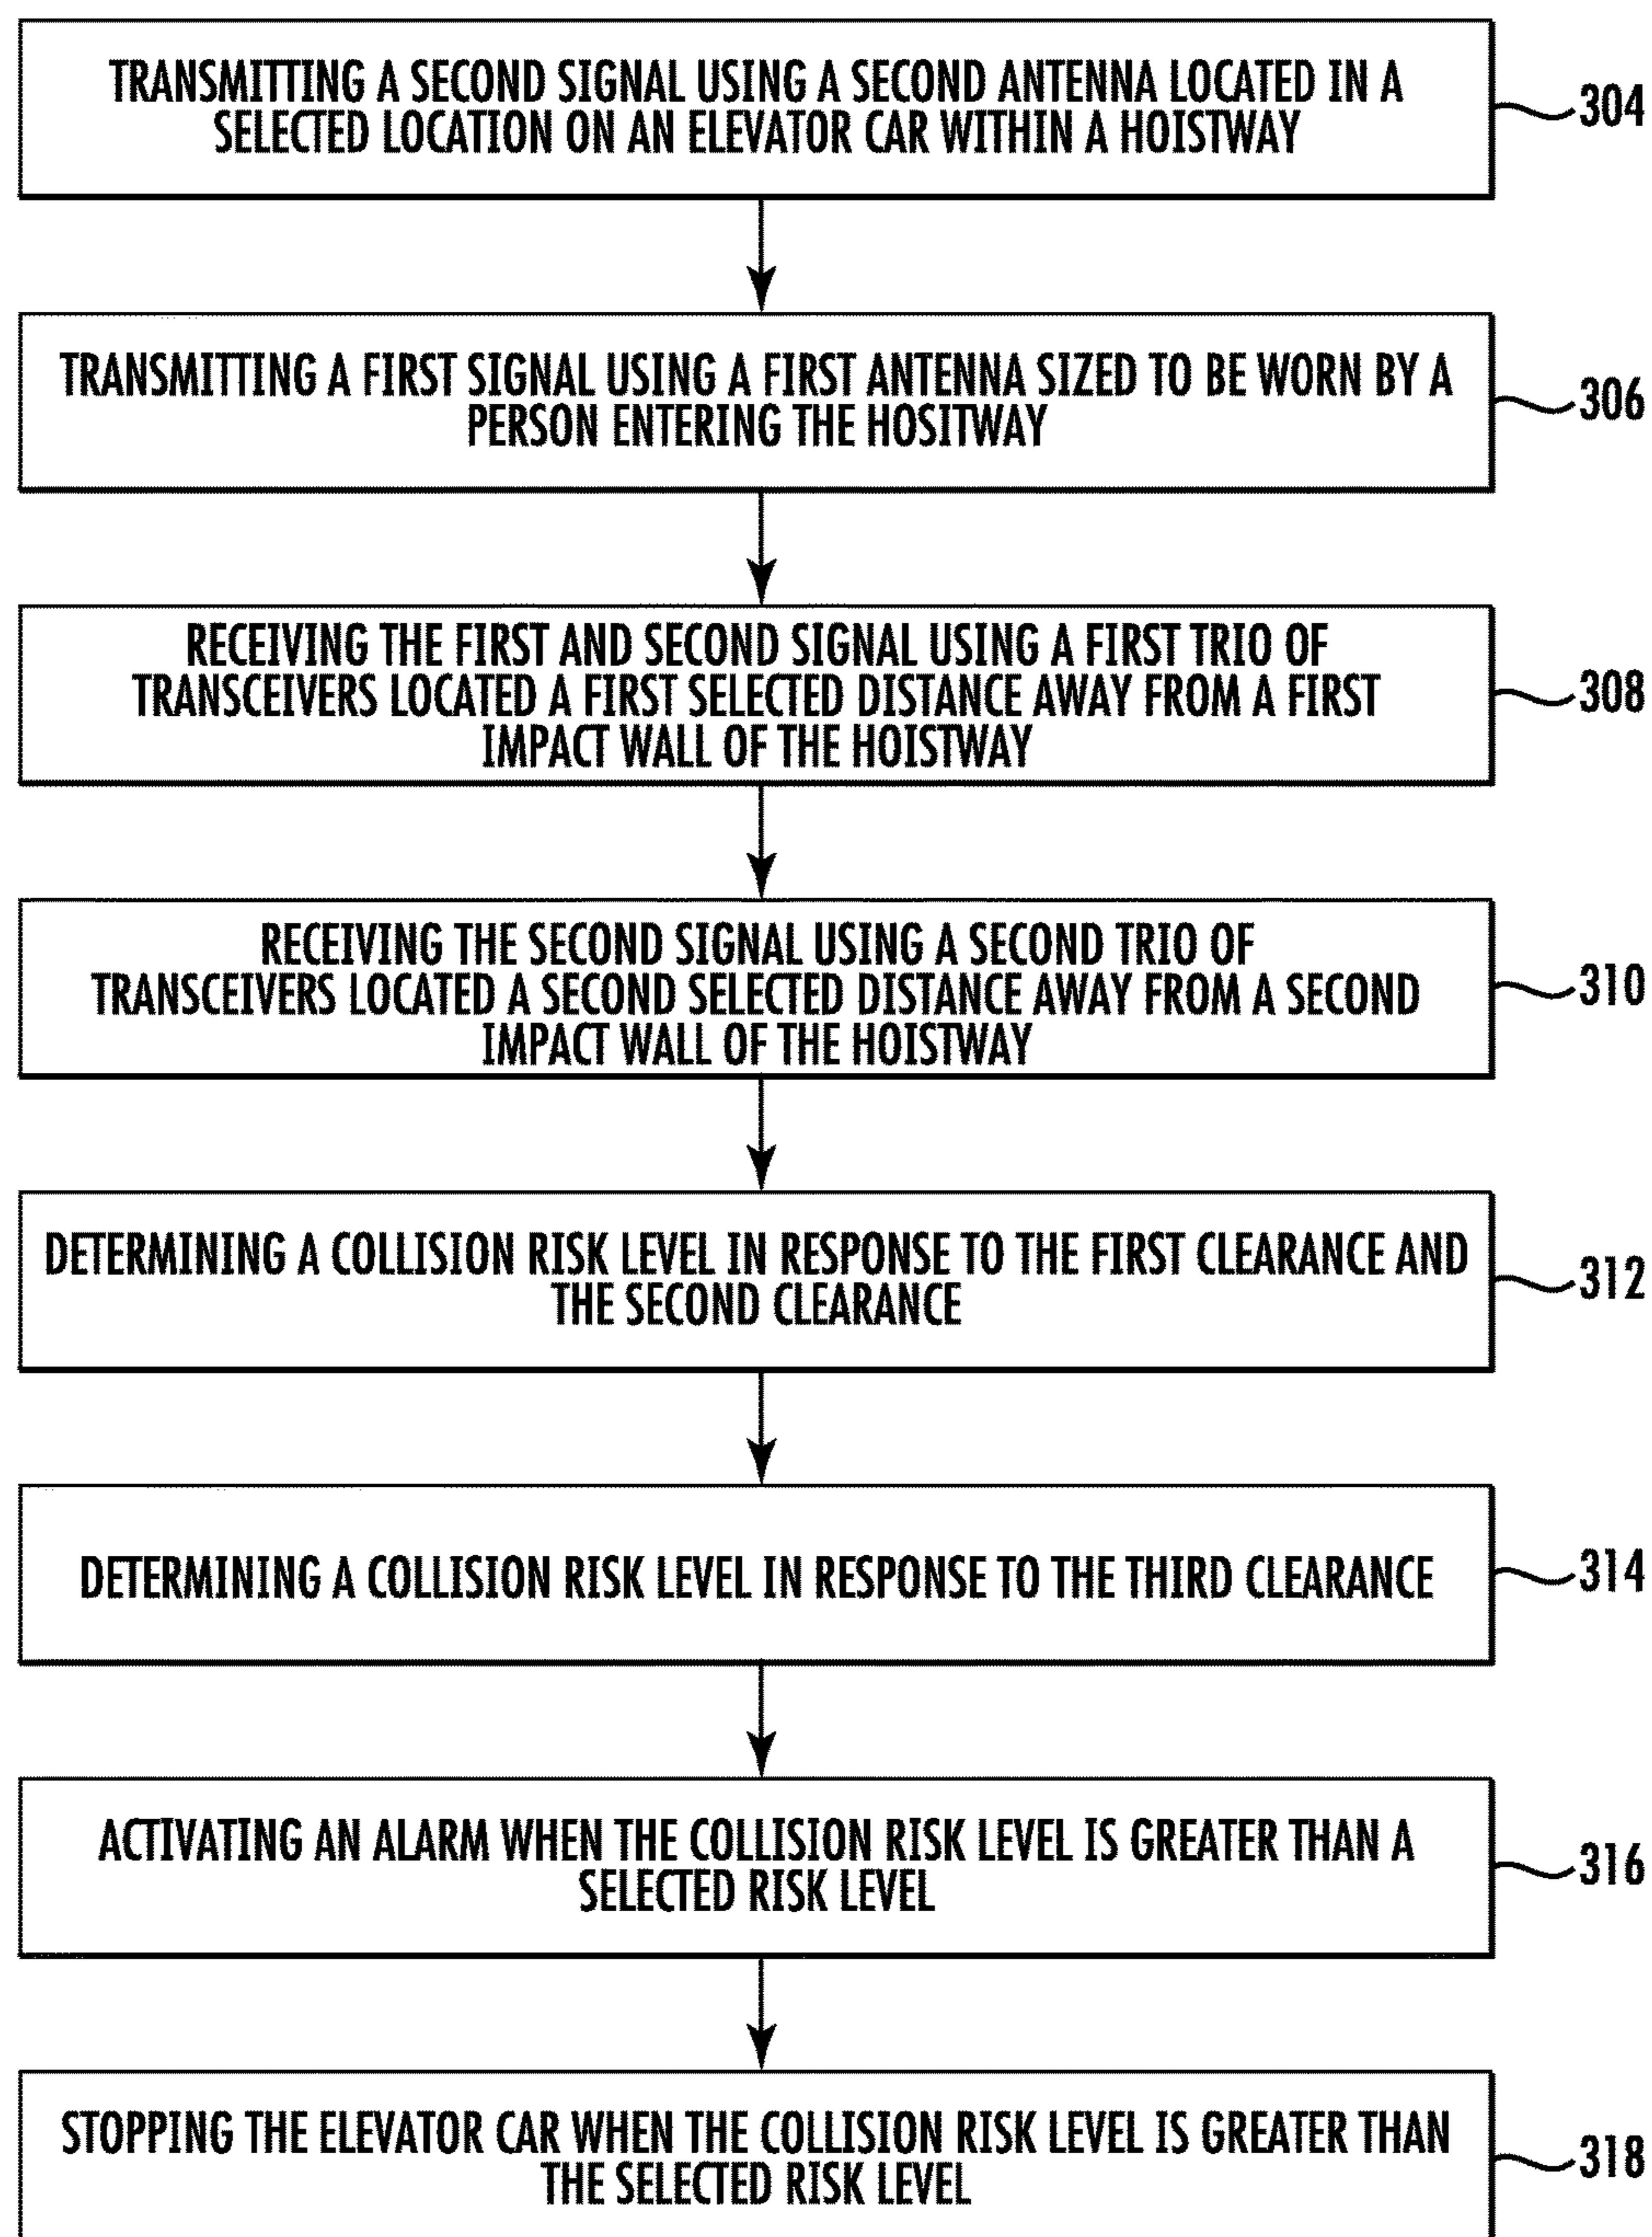 TRANSMITTING A SECOND SIGNAL USING A SECOND ANTENNA LOCATED IN A
SELECTED LOCATION ON AN ELEVATOR CAR WITHIN A HOISTWAY
304
TRANSMITTING A FIRST SIGNAL USING A FIRST ANTENNA SIZED TO BE WORN BY A
PERSON ENTERING THE HOSITWAY
306
RECEIVING THE FIRST AND SECOND SIGNAL USING A FIRST TRIO OF
TRANSCEIVERS LOCATED A FIRST SELECTED DISTANCE AWAY FROM A FIRST
IMPACT WALL OF THE HOISTWAY
308
RECEIVING THE SECOND SIGNAL USING A SECOND TRIO OF
TRANSCEIVERS LOCATED A SECOND SELECTED DISTANCE AWAY FROM A SECOND
IMPACT WALL OF THE HOISTWAY
310
DETERMINING A COLLISION RISK LEVEL IN RESPONSE TO THE FIRST CLEARANCE AND
THE SECOND CLEARANCE
312
DETERMINING A COLLISION RISK LEVEL IN RESPONSE TO THE THIRD CLEARANCE
314
ACTIVATING AN ALARM WHEN THE COLLISION RISK LEVEL IS GREATER THAN A
SELECTED RISK LEVEL
316
STOPPING THE ELEVATOR CAR WHEN THE COLLISION RISK LEVEL IS GREATER THAN
THE SELECTED RISK LEVEL
318